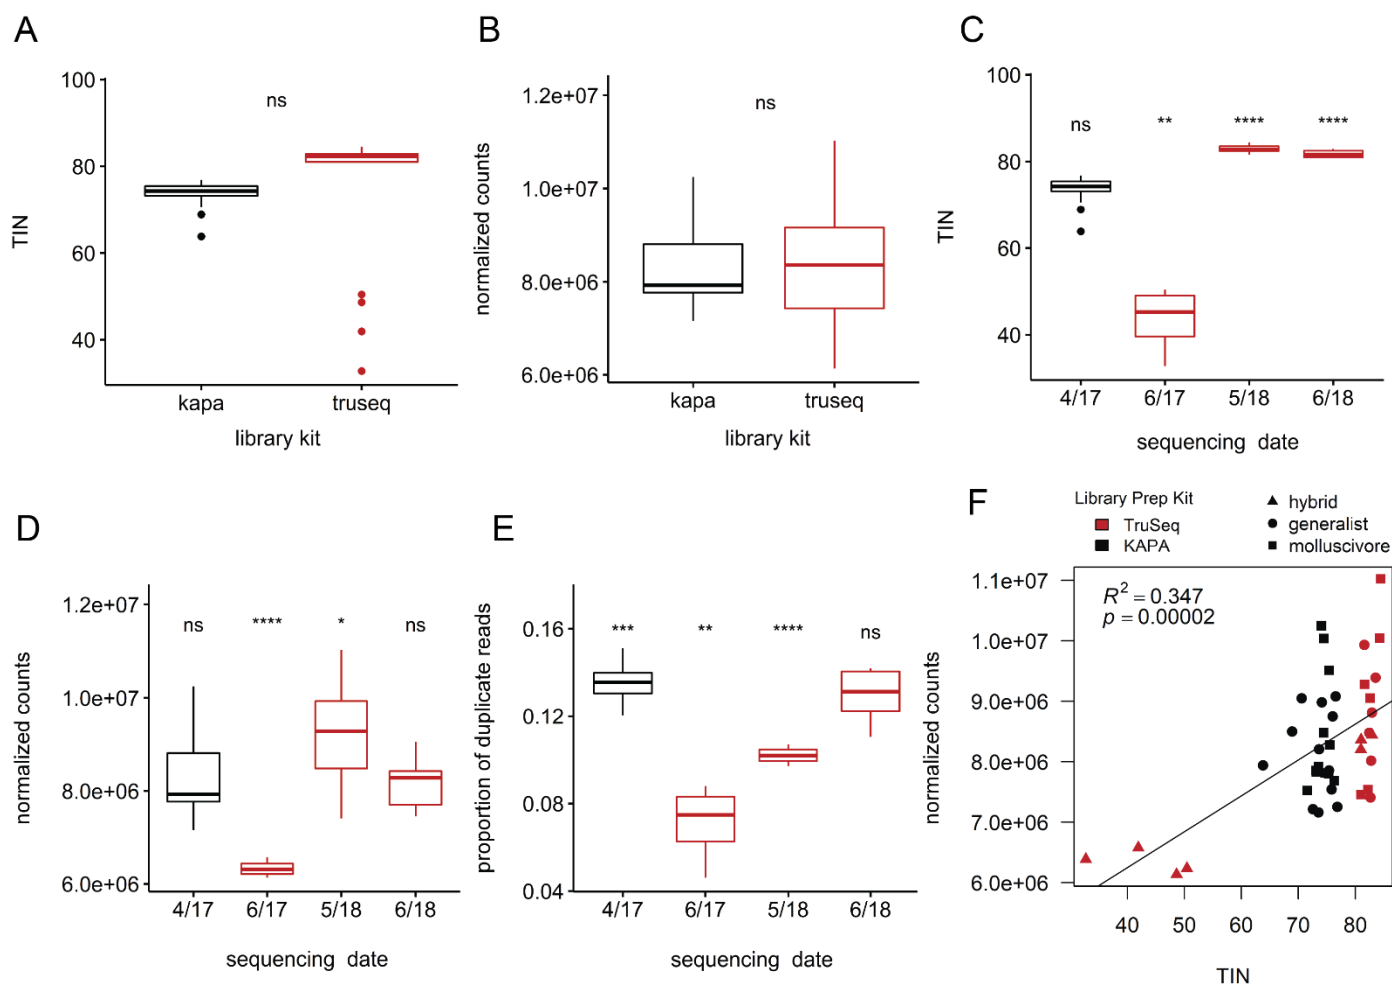 A
100
80
60
40
TIN
ns
kapa
truseq
library kit
B
1.2e+07
1.0e+07
8.0e+06
6.0e+06
normalized counts
ns
kapa
truseq
library kit
C
100
80
60
40
TIN
ns
**
****
****
4/17
6/17
5/18
6/18
sequencing date
D
1.2e+07
1.0e+07
8.0e+06
6.0e+06
normalized counts
ns
****
*
ns
4/17
6/17
5/18
6/18
sequencing date
E
0.16
0.12
0.08
0.04
proportion of duplicate reads
***
**
****
ns
4/17
6/17
5/18
6/18
sequencing date
F
Library Prep Kit
TruSeq
KAPA
hybrid
generalist
molluscivore
R² = 0.347
p = 0.00002
1.1e+07
1.0e+07
9.0e+06
8.0e+06
7.0e+06
6.0e+06
normalized counts
40
50
60
70
80
TIN